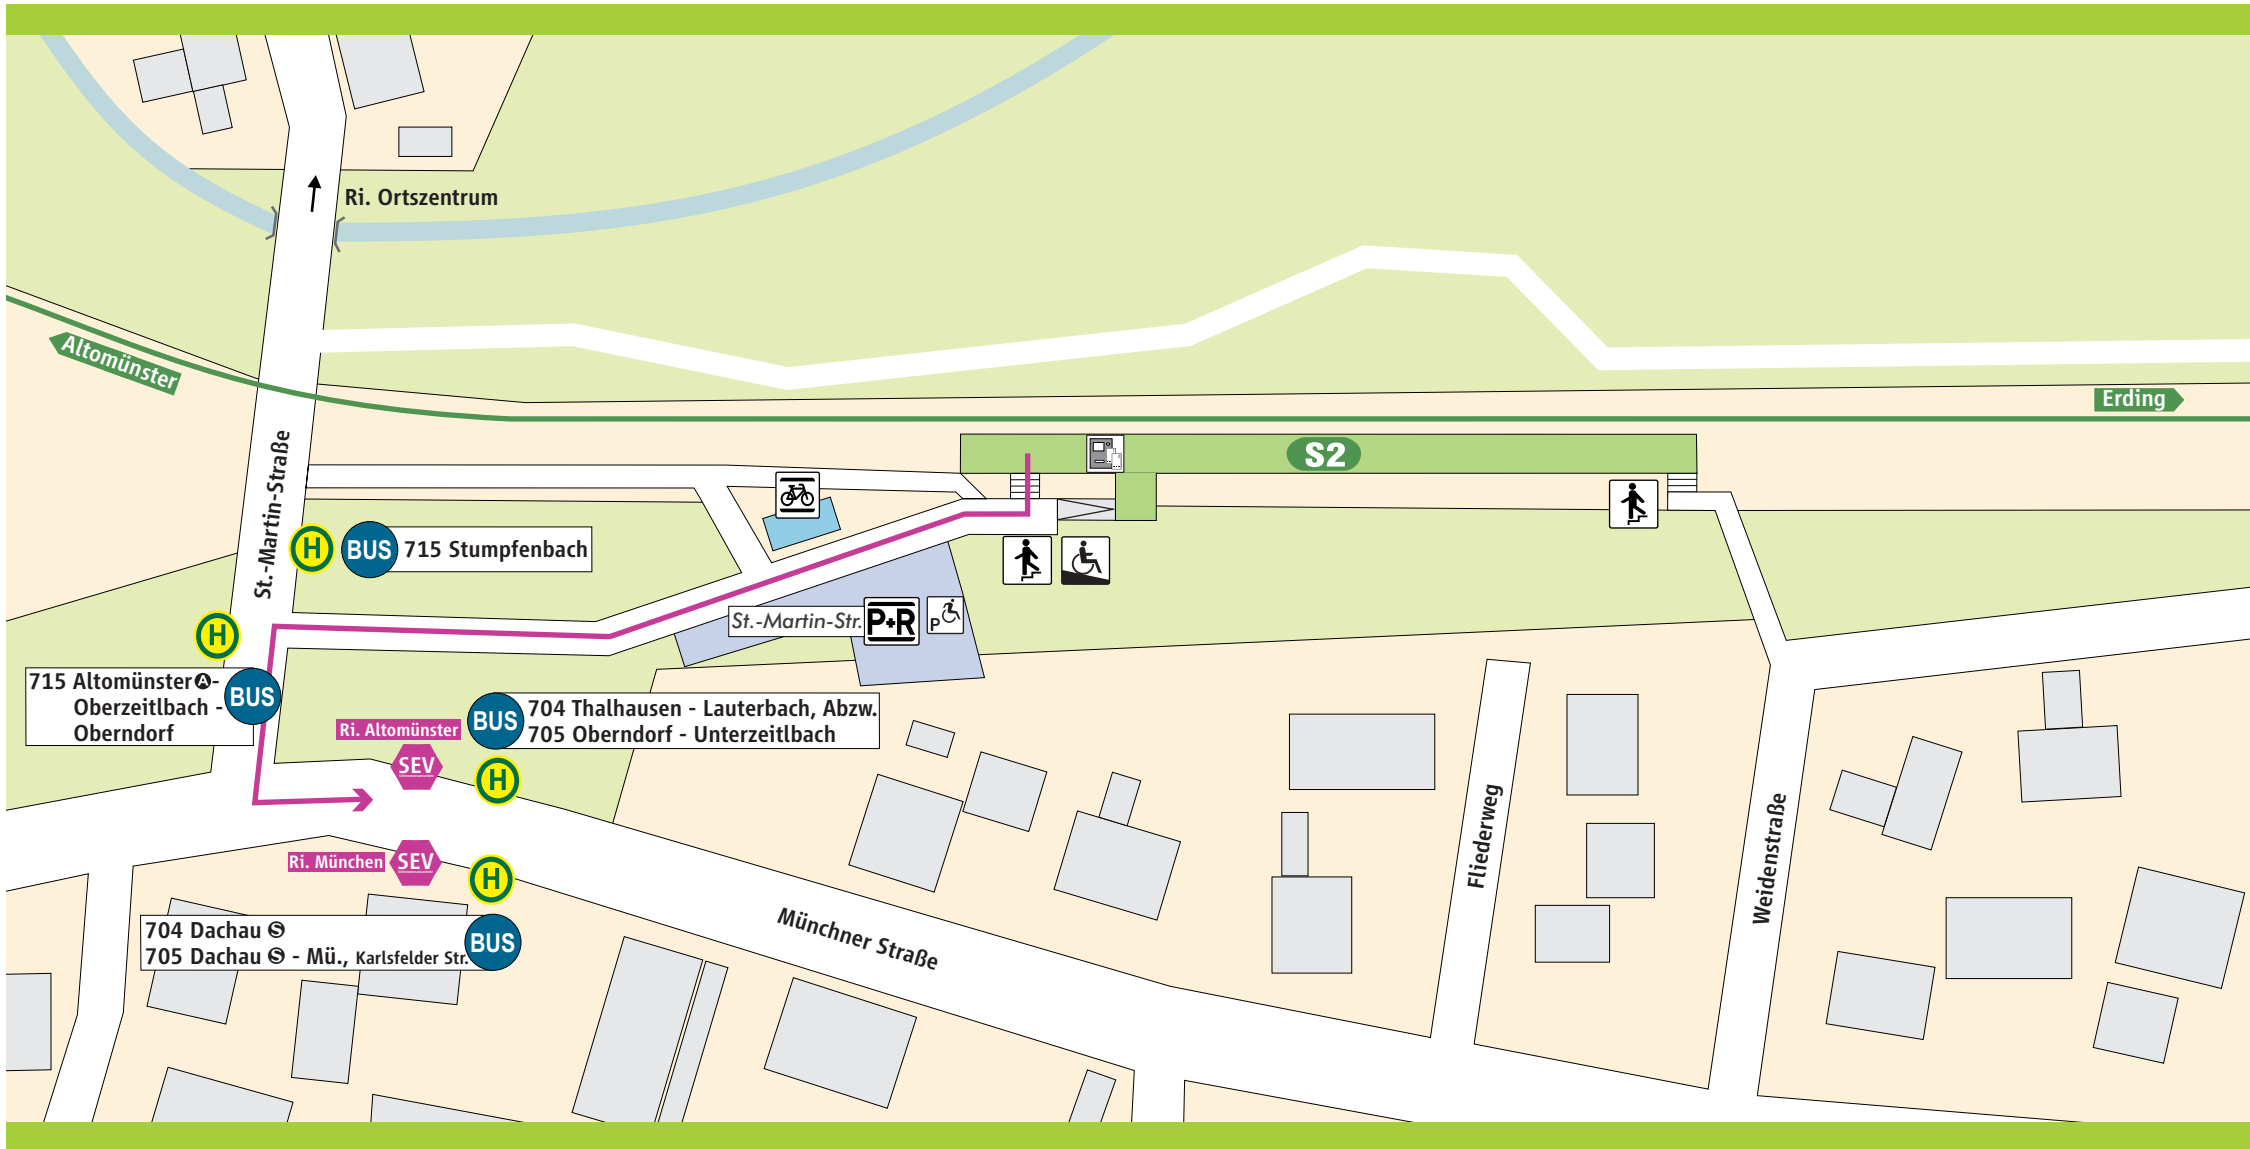 Ri. Ortszentrum
Altomünster
Erding
S2
St.-Martin-Straße
H
BUS
715 Stumpfenbach
H
St.-Martin-Str.
P+R
P
715 Altomünster A -
Oberzeitlbach -
Oberndorf
BUS
Ri. Altomünster
SEV
BUS
704 Thalhausen - Lauterbach, Abzw.
705 Oberndorf - Unterzeitlbach
H
Ri. München
SEV
H
704 Dachau S
705 Dachau S - Mü., Karlsfelder Str.
BUS
Münchner Straße
Fliederweg
Weidenstraße